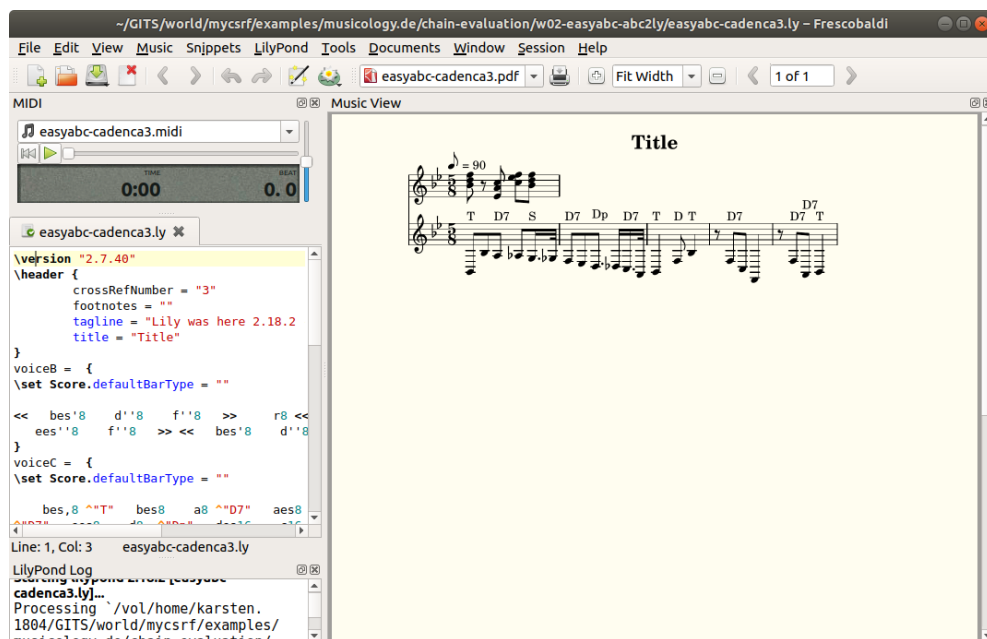 ~/GITS/world/mycsrf/examples/musicology.de/chain-evaluation/w02-easyabc-abc2ly/easyabc-cadenca3.ly – Frescobaldi
File Edit View Music Snippets LilyPond Tools Documents Window Session Help
easyabc-cadenca3.pdf Fit Width 1 of 1
MIDI
easyabc-cadenca3.midi
TIME BEAT
0:00 0. 0
easyabc-cadenca3.ly
\version "2.7.40"
\header {
crossRefNumber = "3"
footnotes = ""
tagline = "Lily was here 2.18.2
title = "Title"
}
voiceB = {
\set Score.defaultBarType = ""
<< bes'8 d''8 f''8 >> r8 <<
ees''8 f''8 >> << bes'8 d''8
}
voiceC = {
\set Score.defaultBarType = ""
bes,8 ^"T" bes8 a8 ^"D7" aes8
Line: 1, Col: 3 easyabc-cadenca3.ly
LilyPond Log
cadenca3.ly]...
Processing `/vol/home/karsten.
1804/GITS/world/mycsrf/examples/
Music View
Title
= 90
5
8
T D7 S D7 Dp D7 T D T D7 D7 D7 T
5
8